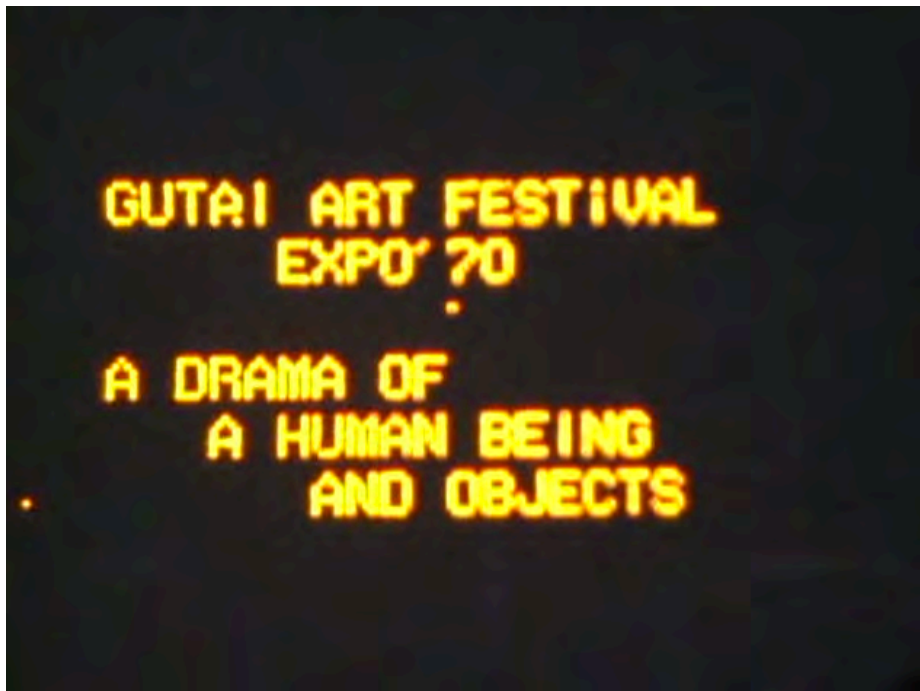 GUTAI ART FESTiVAL
EXPO'70
A DRAMA OF
A HUMAN BEING
AND OBJECTS